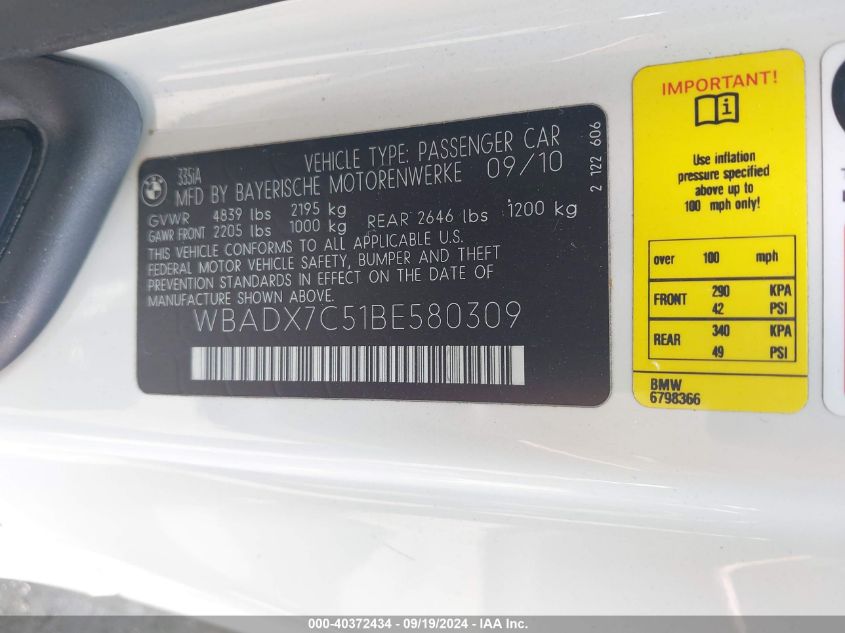 BMW
335iA
VEHICLE TYPE: PASSENGER CAR
MFD BY BAYERISCHE MOTORENWERKE 09/10
GVWR 4839 lbs 2195 kg
GAWR FRONT 2205 lbs 1000 kg REAR 2646 lbs 1200 kg
THIS VEHICLE CONFORMS TO ALL APPLICABLE U.S.
FEDERAL MOTOR VEHICLE SAFETY, BUMPER AND THEFT
PREVENTION STANDARDS IN EFFECT ON THE DATE OF
MANUFACTURE SHOWN ABOVE.
WBADX7C51BE580309
2 122 606
IMPORTANT!
i
Use inflation
pressure specified
above up to
100 mph only!
over 100 mph
FRONT 290 KPA
42 PSI
REAR 340 KPA
49 PSI
BMW
6798366
000-40372434 - 09/19/2024 - IAA Inc.